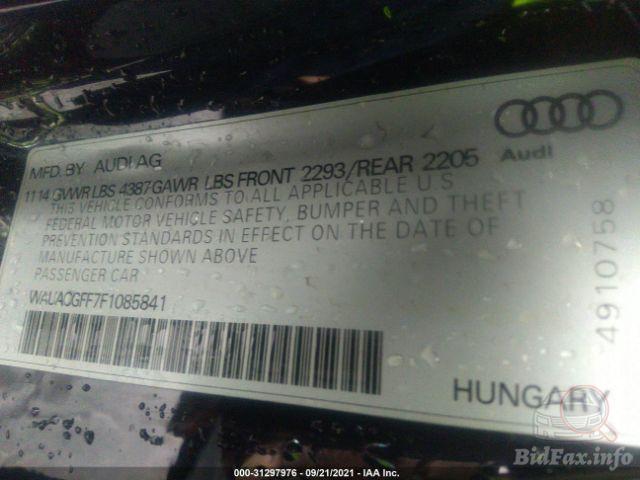 Audi
MFD. BY AUDI AG
11 14 GVWR LBS 4387 GAWR LBS FRONT 2293/REAR 2205
THIS VEHICLE CONFORMS TO ALL APPLICABLE U.S
FEDERAL MOTOR VEHICLE SAFETY, BUMPER AND THEFT
PREVENTION STANDARDS IN EFFECT ON THE DATE OF
MANUFACTURE SHOWN ABOVE
PASSENGER CAR
WAUACGFF7F1085841
4910758
HUNGARY
BidFax.info
000-31297976 - 09/21/2021 - IAA Inc.